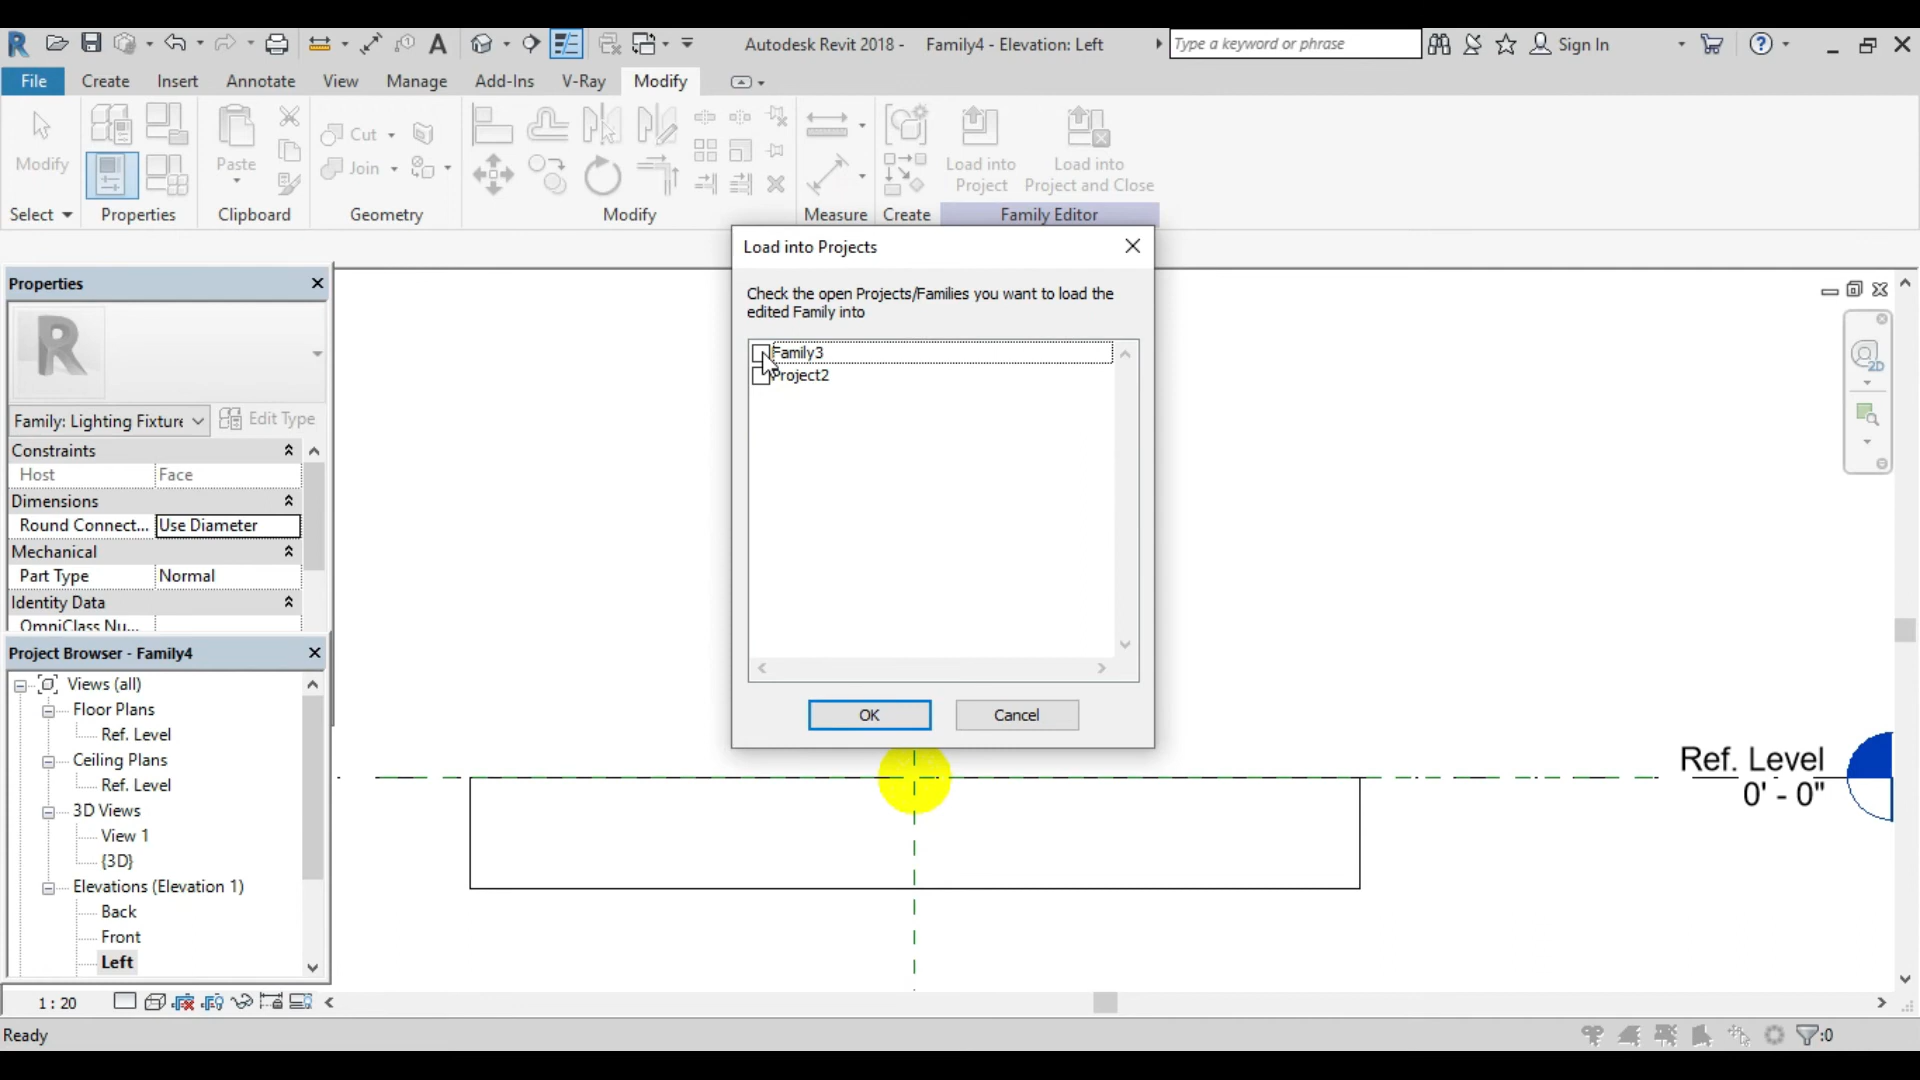 Autodesk Revit 2018 - Family4 - Elevation: Left
Type a keyword or phrase
Sign In
File Create Insert Annotate View Manage Add-Ins V-Ray Modify
Modify
Paste
Cut
Join
Load into
Project
Load into
Project and Close
Select Properties Clipboard Geometry Modify Measure Create Family Editor
Load into Projects
Check the open Projects/Families you want to load the
edited Family into
Family3
Project2
OK Cancel
Properties
R
Family: Lighting Fixture
Edit Type
Constraints
Host Face
Dimensions
Round Connect... Use Diameter
Mechanical
Part Type Normal
Identity Data
OmniClass Nu...
Project Browser - Family4
Views (all)
Floor Plans
Ref. Level
Ceiling Plans
Ref. Level
3D Views
View 1
{3D}
Elevations (Elevation 1)
Back
Front
Left
2D
Ref. Level
0' - 0"
1 : 20
Ready
:0